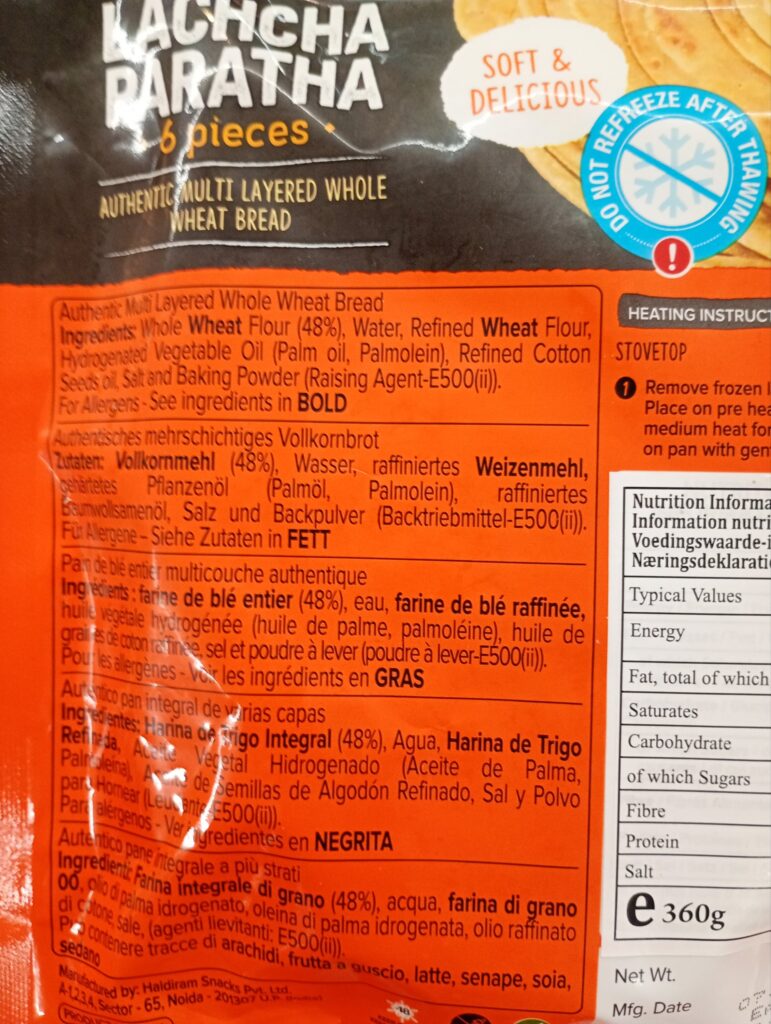 LACHCHA
PARATHA
6 pieces
AUTHENTIC MULTI LAYERED WHOLE
WHEAT BREAD
SOFT &
DELICIOUS
DO NOT REFREEZE AFTER THAWING
!
Authentic Multi Layered Whole Wheat Bread
Ingredients: Whole Wheat Flour (48%), Water, Refined Wheat Flour,
Hydrogenated Vegetable Oil (Palm oil, Palmolein), Refined Cotton
Seeds oil, Salt and Baking Powder (Raising Agent-E500(ii)).
For Allergens - See ingredients in BOLD
Authentisches mehrschichtiges Vollkornbrot
Zutaten: Vollkornmehl (48%), Wasser, raffiniertes Weizenmehl,
gehärtetes Pflanzenöl (Palmöl, Palmolein), raffiniertes
Baumwollsamenöl, Salz und Backpulver (Backtriebmittel-E500(ii)).
Für Allergene - Siehe Zutaten in FETT
Pain de blé entier multicouche authentique
Ingrédients : farine de blé entier (48%), eau, farine de blé raffinée,
huile végétale hydrogénée (huile de palme, palmoléine), huile de
graines de coton raffinée, sel et poudre à lever (poudre à lever-E500(ii)).
Pour les allergènes - Voir les ingrédients en GRAS
Auténtico pan integral de varias capas
Ingredientes: Harina de Trigo Integral (48%), Agua, Harina de Trigo
Refinada, Aceite Vegetal Hidrogenado (Aceite de Palma,
Palmoleina), Aceite de Semillas de Algodón Refinado, Sal y Polvo
para Hornear (Leudante E500(ii)).
Para alérgenos - Ver ingredientes en NEGRITA
Autentico pane integrale a più strati
Ingredienti: Farina integrale di grano (48%), acqua, farina di grano
00, olio di palma idrogenato, oleina di palma idrogenata, olio raffinato
di cotone, sale, (agenti lievitanti: E500(ii)).
Può contenere tracce di arachidi, frutta a guscio, latte, senape, soia,
sedano
Manufactured by: Haldiram Snacks Pvt. Ltd.
A-1,2,3,4, Sector - 65, Noida - 201307 U.P.
HEATING INSTRUCT
STOVETOP
1 Remove frozen
Place on pre hea
medium heat for
on pan with gen
Nutrition Informa
Information nutri
Voedingswaarde-i
Næringsdeklarati
Typical Values
Energy
Fat, total of which
Saturates
Carbohydrate
of which Sugars
Fibre
Protein
Salt
e 360g
Net Wt.
Mfg. Date